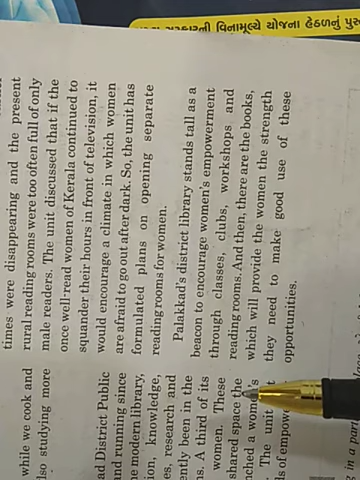 સરકારની વિનામૂલ્યે યોજના હેઠળનું
while we cook and
also studying more
ad District Public
and running since
modern library,
knowledge,
research and
been in the
A third of its
women. These
shared space the
a women's
The unit
of
times were disappearing and the present
rural reading rooms were too often full of only
male readers. The unit discussed that if the
once well-read women of Kerala continued to
squander their hours in front of television, it
would encourage a climate in which women
are afraid to go out after dark. So, the unit has
formulated plans on opening separate
reading rooms for women.
Palakkad's district library stands tall as a
beacon to encourage women's empowerment
through classes, clubs, workshops and
reading rooms. And then, there are the books,
which will provide the women the strength
they need to make good use of these
opportunities.
in a